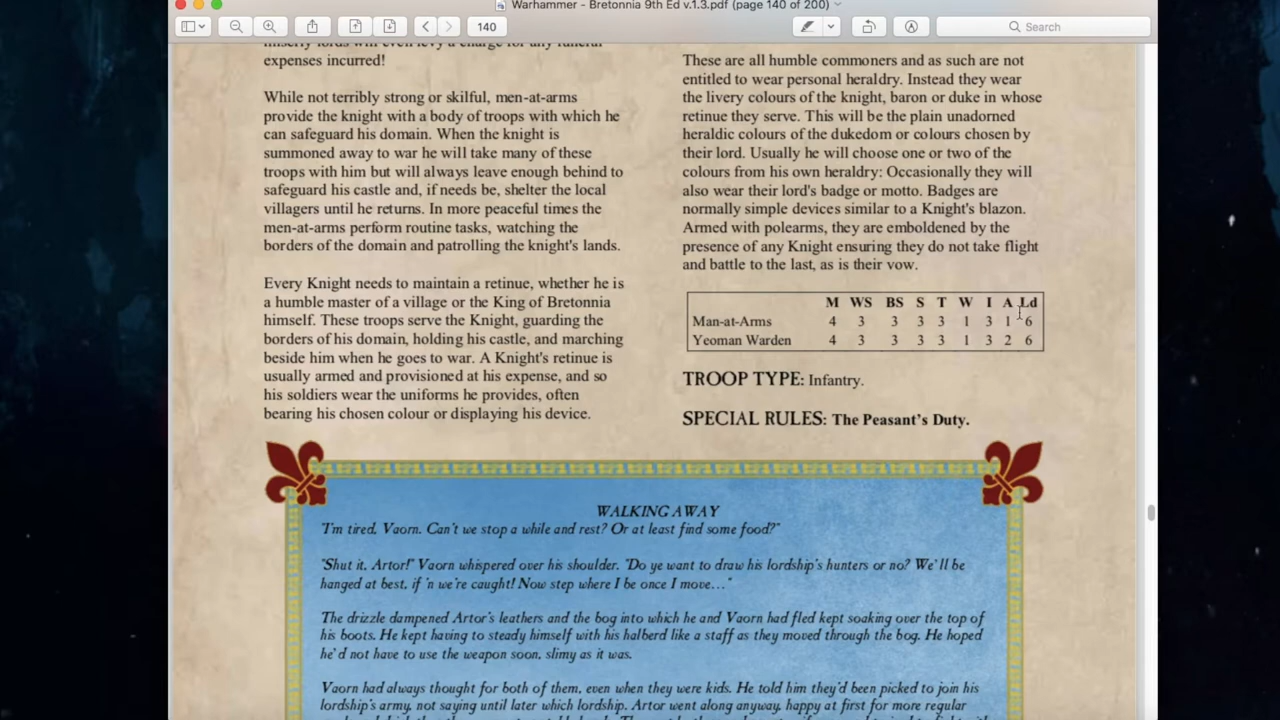 Warhammer - Bretonnia 9th Ed v.1.3.pdf (page 140 of 200)
140
Search
miserly lords will even levy a charge for any funeral
expenses incurred!
While not terribly strong or skilful, men-at-arms
provide the knight with a body of troops with which he
can safeguard his domain. When the knight is
summoned away to war he will take many of these
troops with him but will always leave enough behind to
safeguard his castle and, if needs be, shelter the local
villagers until he returns. In more peaceful times the
men-at-arms perform routine tasks, watching the
borders of the domain and patrolling the knight's lands.
Every Knight needs to maintain a retinue, whether he is
a humble master of a village or the King of Bretonnia
himself. These troops serve the Knight, guarding the
borders of his domain, holding his castle, and marching
beside him when he goes to war. A Knight's retinue is
usually armed and provisioned at his expense, and so
his soldiers wear the uniforms he provides, often
bearing his chosen colour or displaying his device.
These are all humble commoners and as such are not
entitled to wear personal heraldry. Instead they wear
the livery colours of the knight, baron or duke in whose
retinue they serve. This will be the plain unadorned
heraldic colours of the dukedom or colours chosen by
their lord. Usually he will choose one or two of the
colours from his own heraldry: Occasionally they will
also wear their lord's badge or motto. Badges are
normally simple devices similar to a Knight's blazon.
Armed with polearms, they are emboldened by the
presence of any Knight ensuring they do not take flight
and battle to the last, as is their vow.
M WS BS S T W I A Ld
Man-at-Arms 4 3 3 3 3 1 3 1 6
Yeoman Warden 4 3 3 3 3 1 3 2 6
TROOP TYPE: Infantry.
SPECIAL RULES: The Peasant's Duty.
WALKING AWAY
"I'm tired, Vaorn. Can't we stop a while and rest? Or at least find some food?"
"Shut it, Artor!" Vaorn whispered over his shoulder. "Do ye want to draw his lordship's hunters or no? We'll be
hanged at best, if 'n we're caught! Now step where I be once I move…"
The drizzle dampened Artor's leathers and the bog into which he and Vaorn had fled kept soaking over the top of
his boots. He kept having to steady himself with his halberd like a staff as they moved through the bog. He hoped
he'd not have to use the weapon soon, slimy as it was.
Vaorn had always thought for both of them, even when they were kids. He told him they'd been picked to join his
lordship's army, not saying until later which lordship. Artor went along anyway, happy at first for more regular